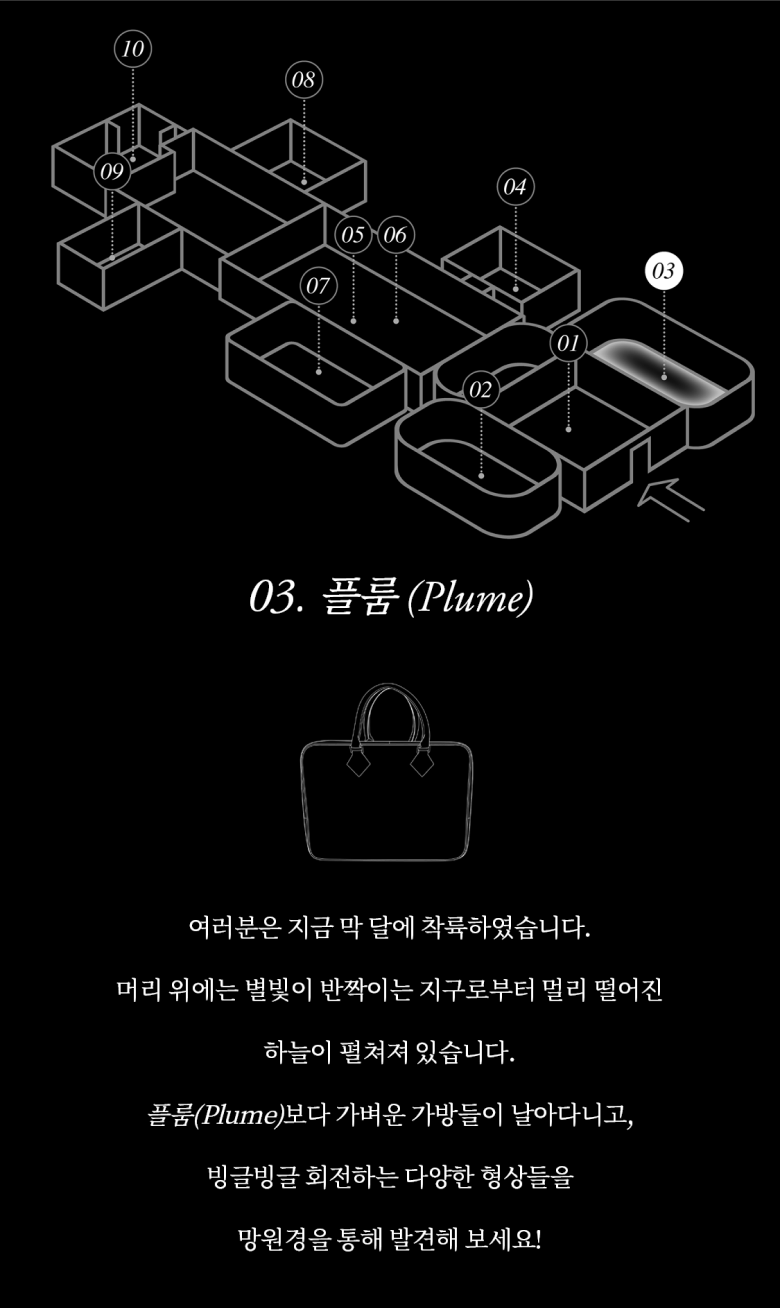 10
08
09
04
05
06
03
07
01
02
03. 플룸 (Plume)
여러분은 지금 막 달에 착륙하였습니다.
머리 위에는 별빛이 반짝이는 지구로부터 멀리 떨어진
하늘이 펼쳐져 있습니다.
플룸(Plume)보다 가벼운 가방들이 날아다니고,
빙글빙글 회전하는 다양한 형상들을
망원경을 통해 발견해 보세요!